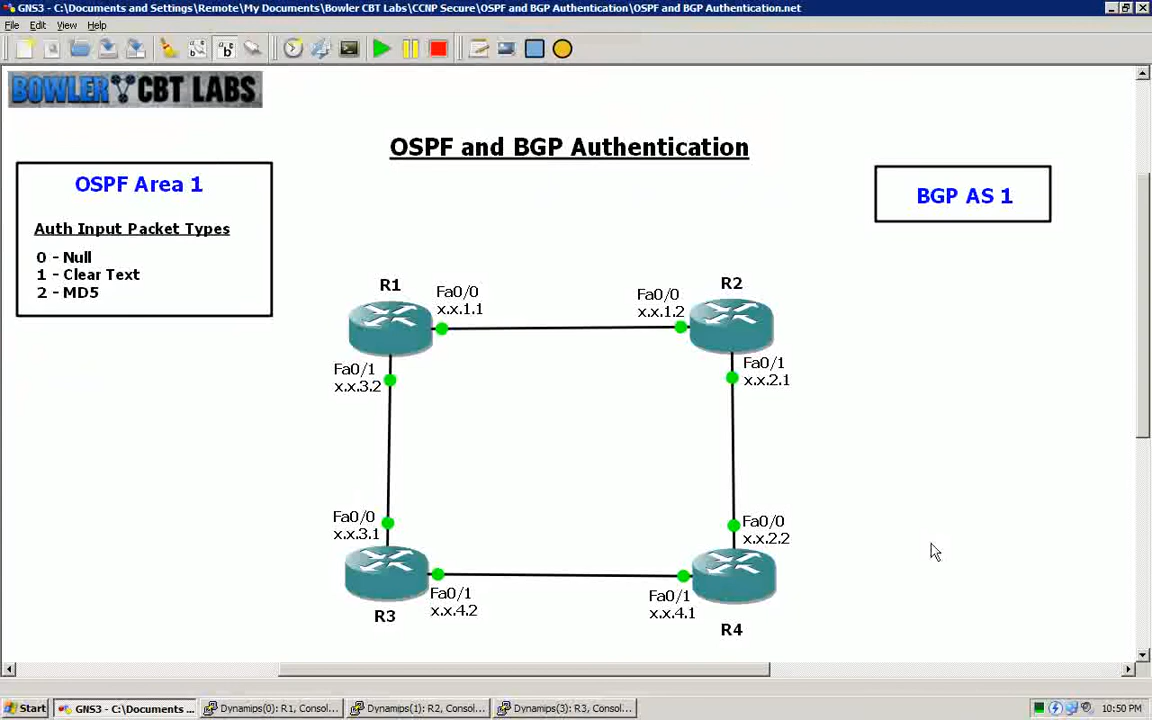 GNS3 - C:\Documents and Settings\Remote\My Documents\Bowler CBT Labs\CCNP Secure\OSPF and BGP Authentication\OSPF and BGP Authentication.net
File Edit View Help
BOWLER CBT LABS
OSPF and BGP Authentication
OSPF Area 1
Auth Input Packet Types
0 - Null
1 - Clear Text
2 - MD5
BGP AS 1
R1
Fa0/0
x.x.1.1
Fa0/0
x.x.1.2
R2
Fa0/1
x.x.3.2
Fa0/1
x.x.2.1
Fa0/0
x.x.3.1
Fa0/0
x.x.2.2
R3
Fa0/1
x.x.4.2
Fa0/1
x.x.4.1
R4
Start
GNS3 - C:\Documents ...
Dynamips(0): R1, Consol...
Dynamips(1): R2, Consol...
Dynamips(3): R3, Consol...
10:50 PM